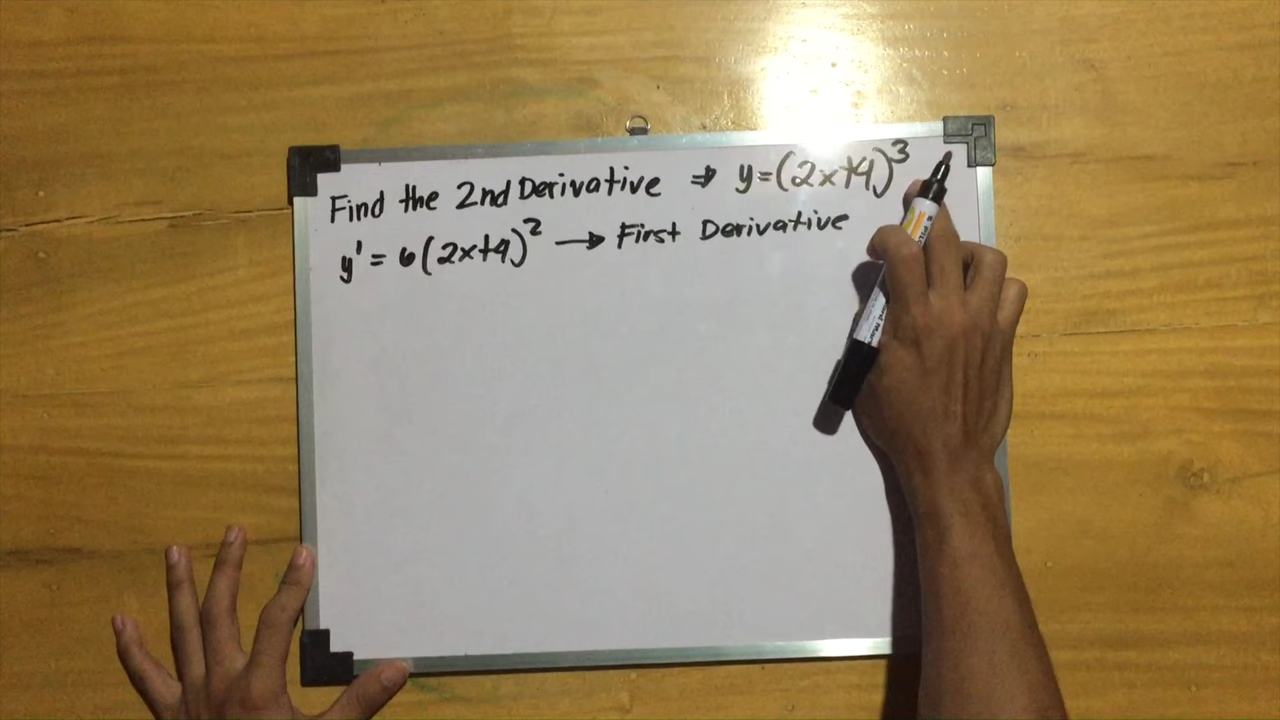 Find the 2nd Derivative ⇒ y=(2x+4)³
y' = 6(2x+4)² → First Derivative